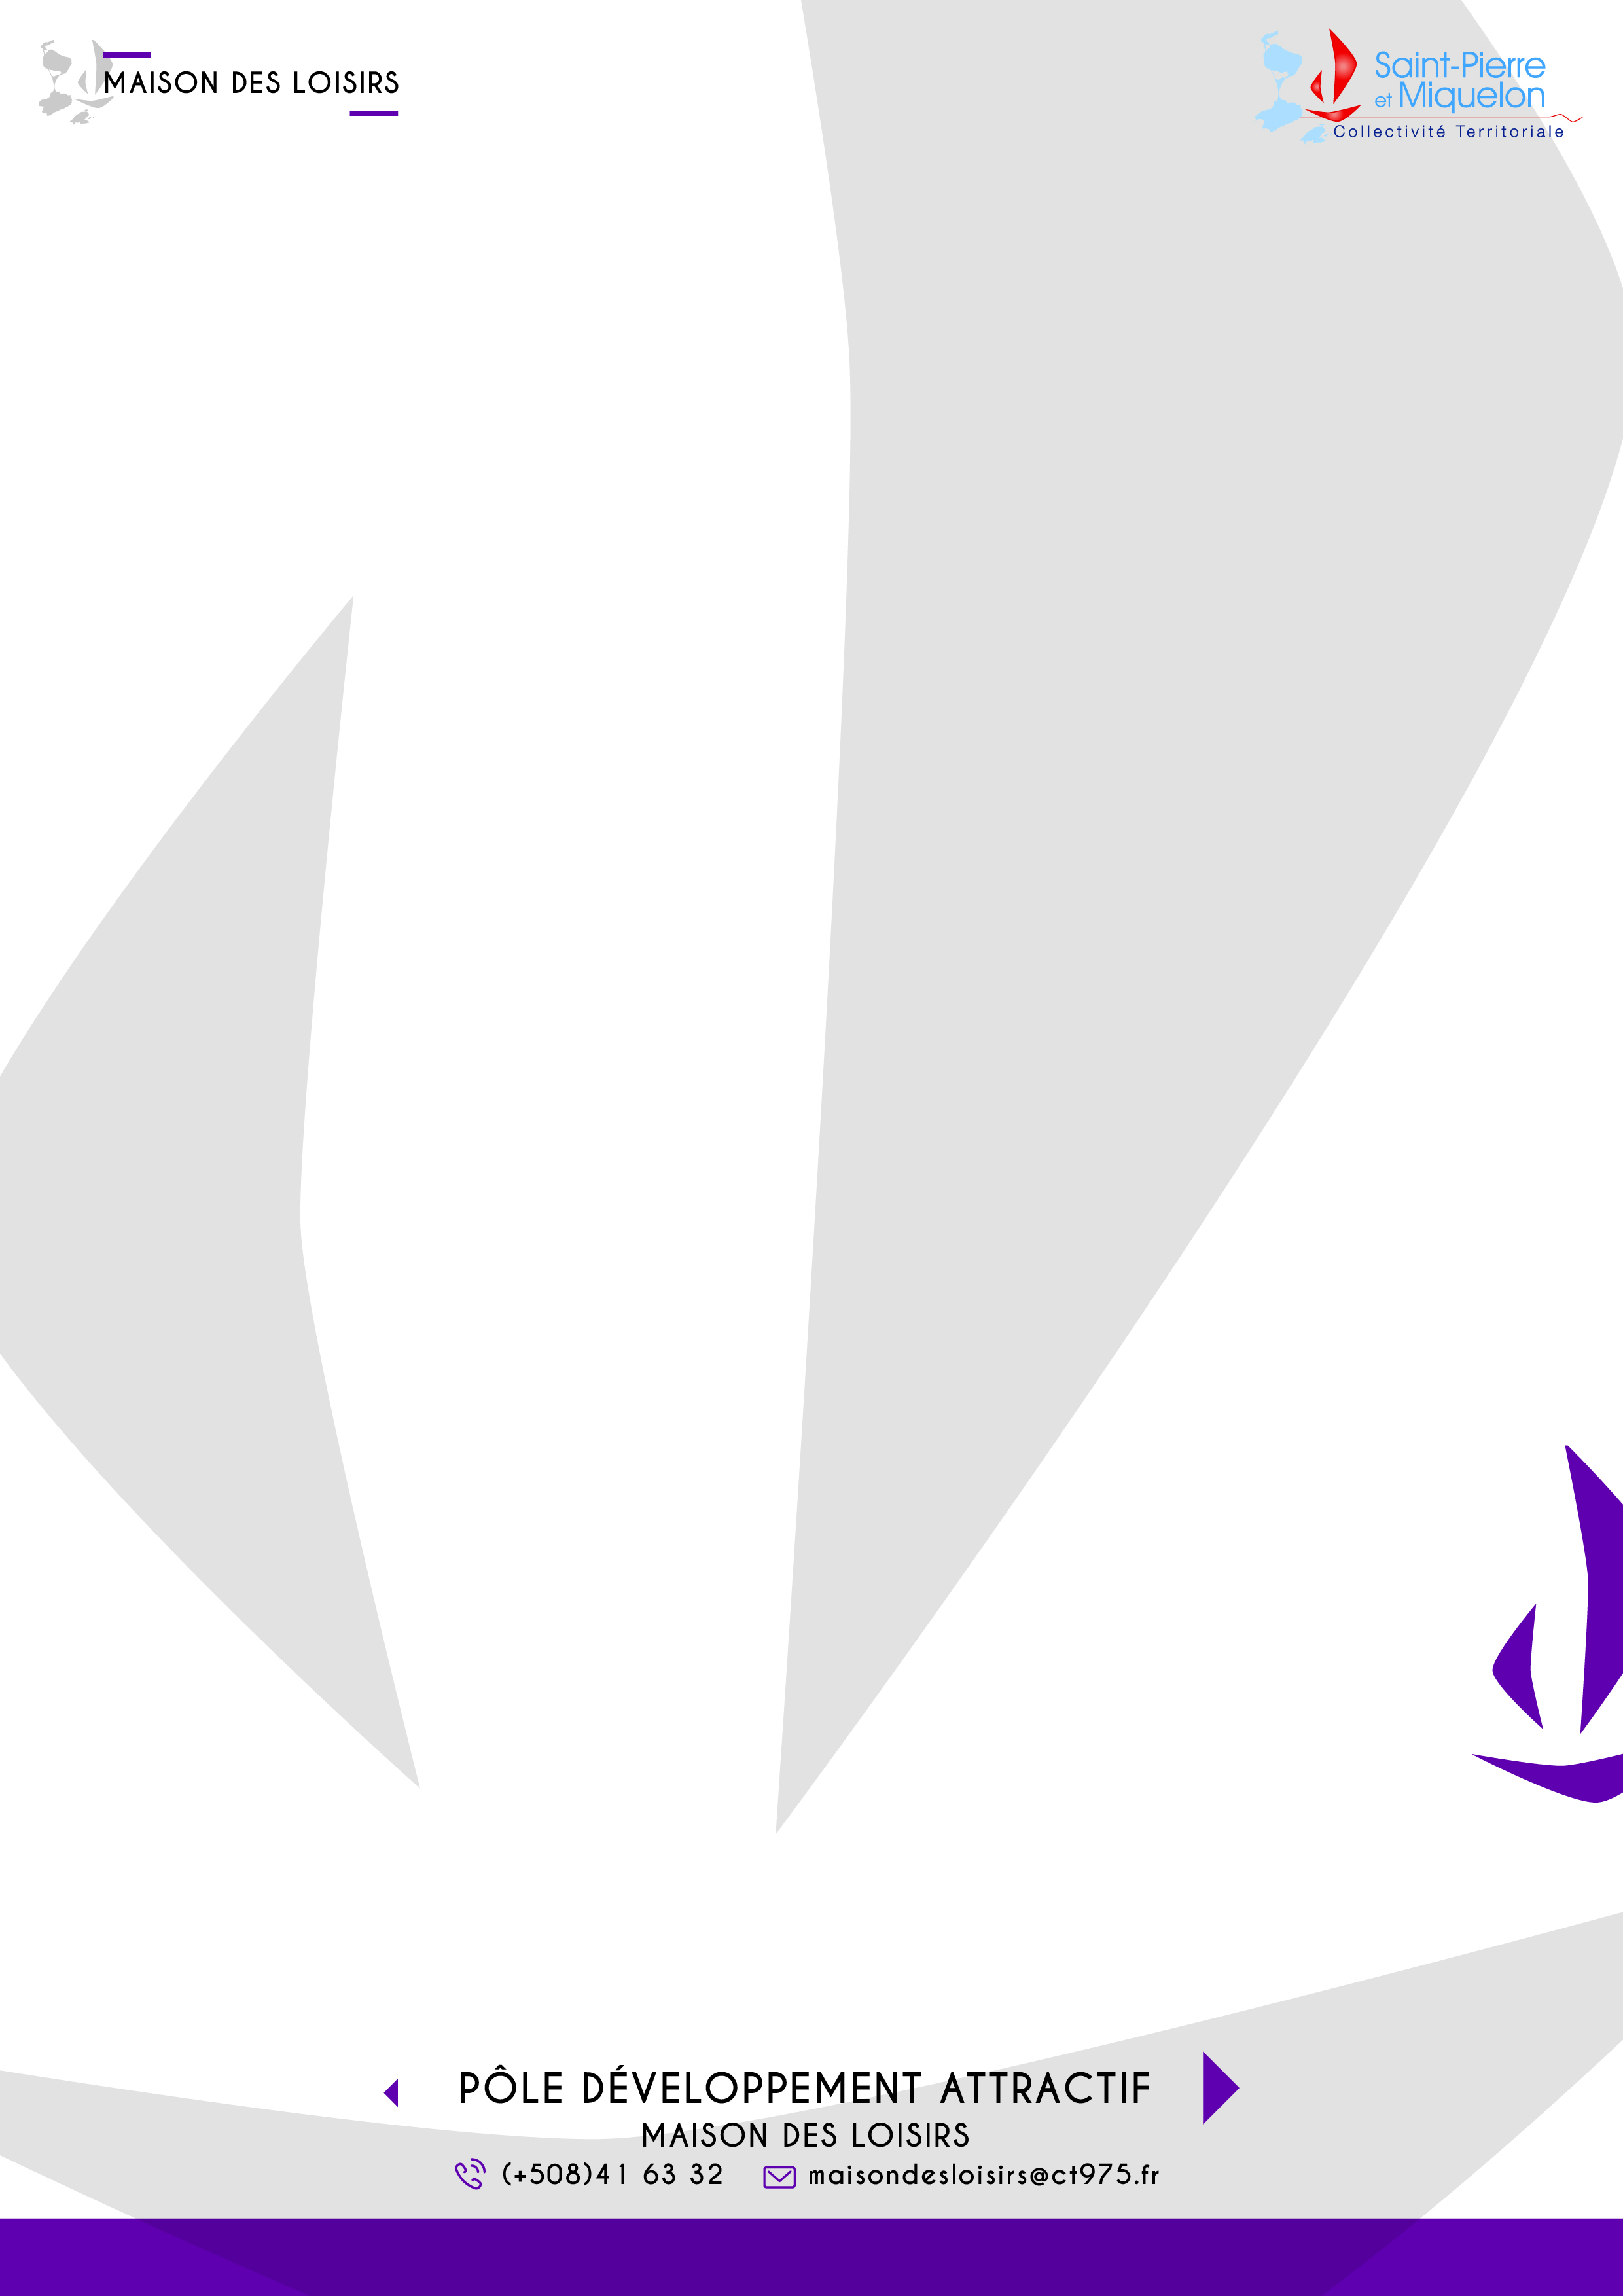 MAISON DES LOISIRS
Saint-Pierre
et Miquelon
Collectivité Territoriale
PÔLE DÉVELOPPEMENT ATTRACTIF
MAISON DES LOISIRS
(+508)41 63 32 maisondesloisirs@ct975.fr